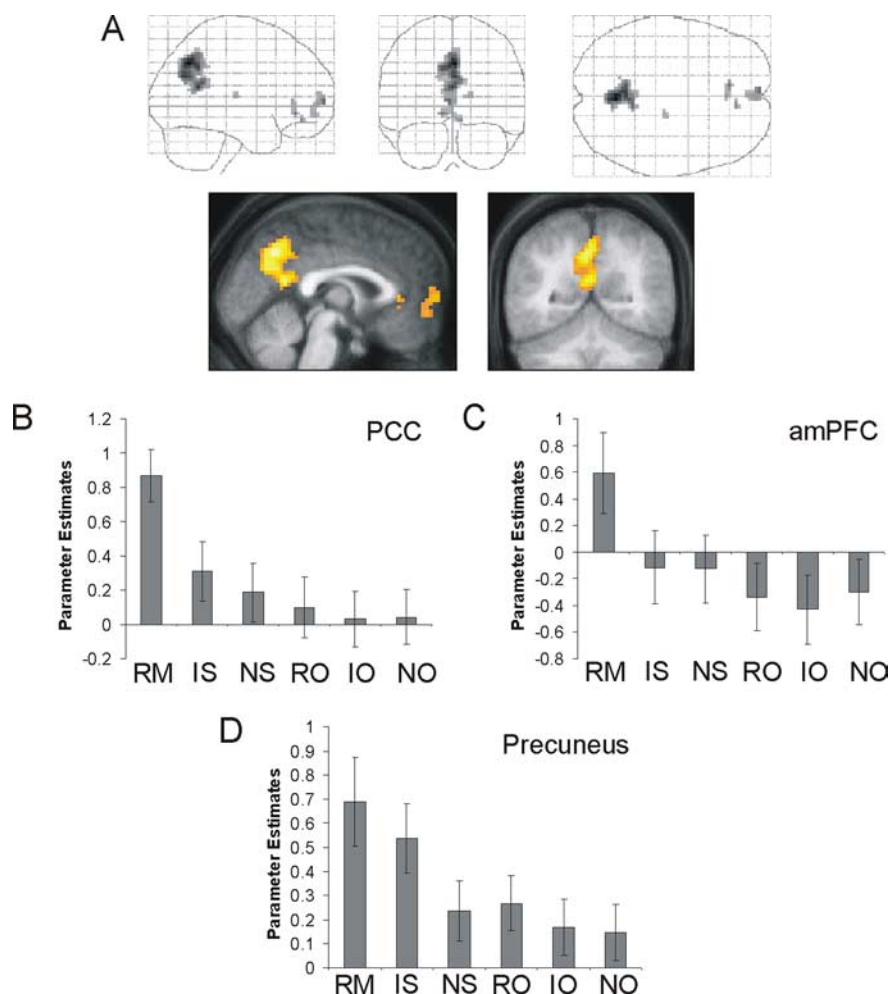 A
B
PCC
Parameter Estimates
1.2
1
0.8
0.6
0.4
0.2
0
-0.2
RM IS NS RO IO NO
C
amPFC
Parameter Estimates
1
0.8
0.6
0.4
0.2
0
-0.2
-0.4
-0.6
-0.8
RM IS NS RO IO NO
D
Precuneus
Parameter Estimates
1
0.9
0.8
0.7
0.6
0.5
0.4
0.3
0.2
0.1
0
RM IS NS RO IO NO